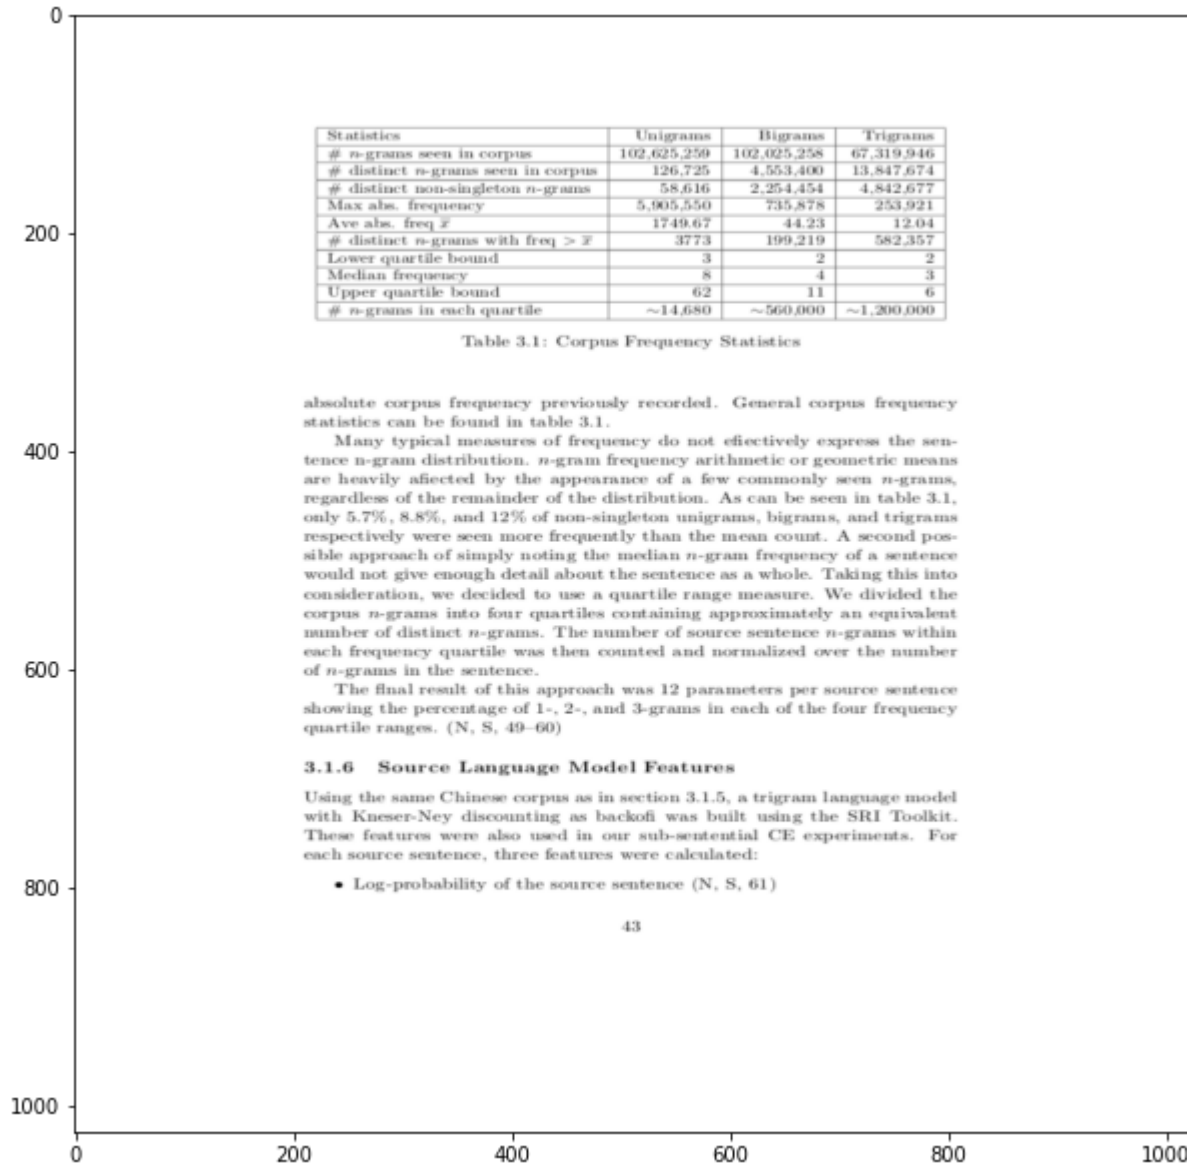 0
200
400
600
800
1000
Statistics Unigrams Bigrams Trigrams
# n-grams seen in corpus 102,625,259 102,025,258 67,319,946
# distinct n-grams seen in corpus 126,725 4,553,400 13,847,674
# distinct non-singleton n-grams 58,616 2,254,454 4,842,677
Max abs. frequency 5,905,550 735,878 253,921
Ave abs. freq x̄ 1749.67 44.23 12.04
# distinct n-grams with freq > x̄ 3773 199,219 582,357
Lower quartile bound 3 2 2
Median frequency 8 4 3
Upper quartile bound 62 11 6
# n-grams in each quartile ~14,680 ~560,000 ~1,200,000
Table 3.1: Corpus Frequency Statistics
absolute corpus frequency previously recorded. General corpus frequency
statistics can be found in table 3.1.
Many typical measures of frequency do not efiectively express the sen-
tence n-gram distribution. n-gram frequency arithmetic or geometric means
are heavily afiected by the appearance of a few commonly seen n-grams,
regardless of the remainder of the distribution. As can be seen in table 3.1,
only 5.7%, 8.8%, and 12% of non-singleton unigrams, bigrams, and trigrams
respectively were seen more frequently than the mean count. A second pos-
sible approach of simply noting the median n-gram frequency of a sentence
would not give enough detail about the sentence as a whole. Taking this into
consideration, we decided to use a quartile range measure. We divided the
corpus n-grams into four quartiles containing approximately an equivalent
number of distinct n-grams. The number of source sentence n-grams within
each frequency quartile was then counted and normalized over the number
of n-grams in the sentence.
The final result of this approach was 12 parameters per source sentence
showing the percentage of 1-, 2-, and 3-grams in each of the four frequency
quartile ranges. (N, S, 49–60)
3.1.6 Source Language Model Features
Using the same Chinese corpus as in section 3.1.5, a trigram language model
with Kneser-Ney discounting as backofi was built using the SRI Toolkit.
These features were also used in our sub-sentential CE experiments. For
each source sentence, three features were calculated:
• Log-probability of the source sentence (N, S, 61)
43
0 200 400 600 800 1000